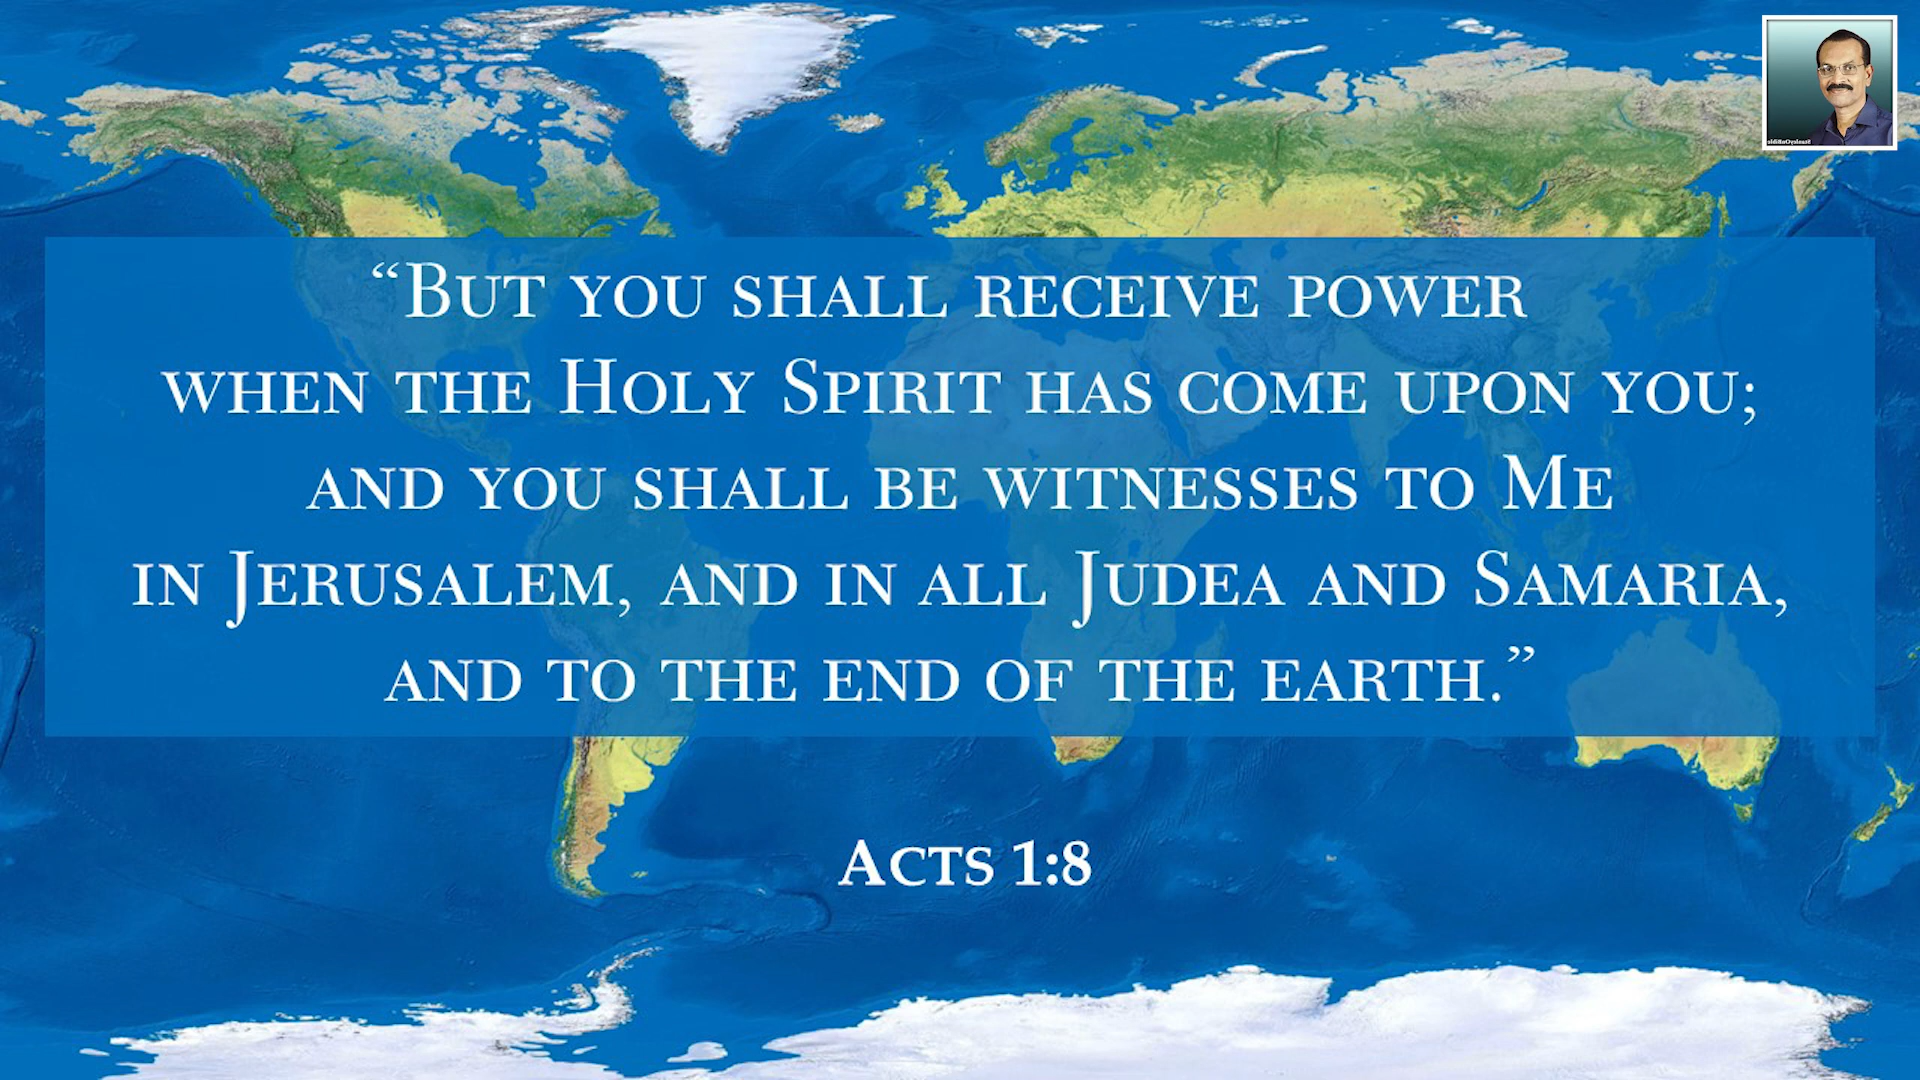 “But you shall receive power
when the Holy Spirit has come upon you;
and you shall be witnesses to Me
in Jerusalem, and in all Judea and Samaria,
and to the end of the earth.”
Acts 1:8
StanleyOnBible